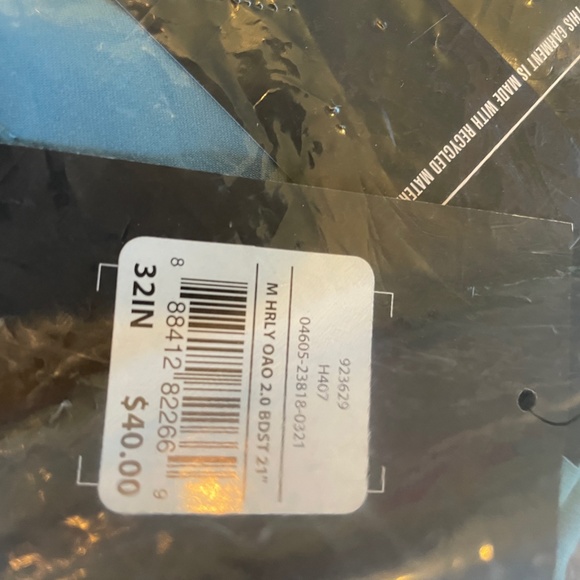 THIS GARMENT IS MADE WITH RECYCLED
923629
H407
04605-23818-0321
M HRLY OAO 2.0 BDST 21"
8 88412 82266 9
32IN $40.00